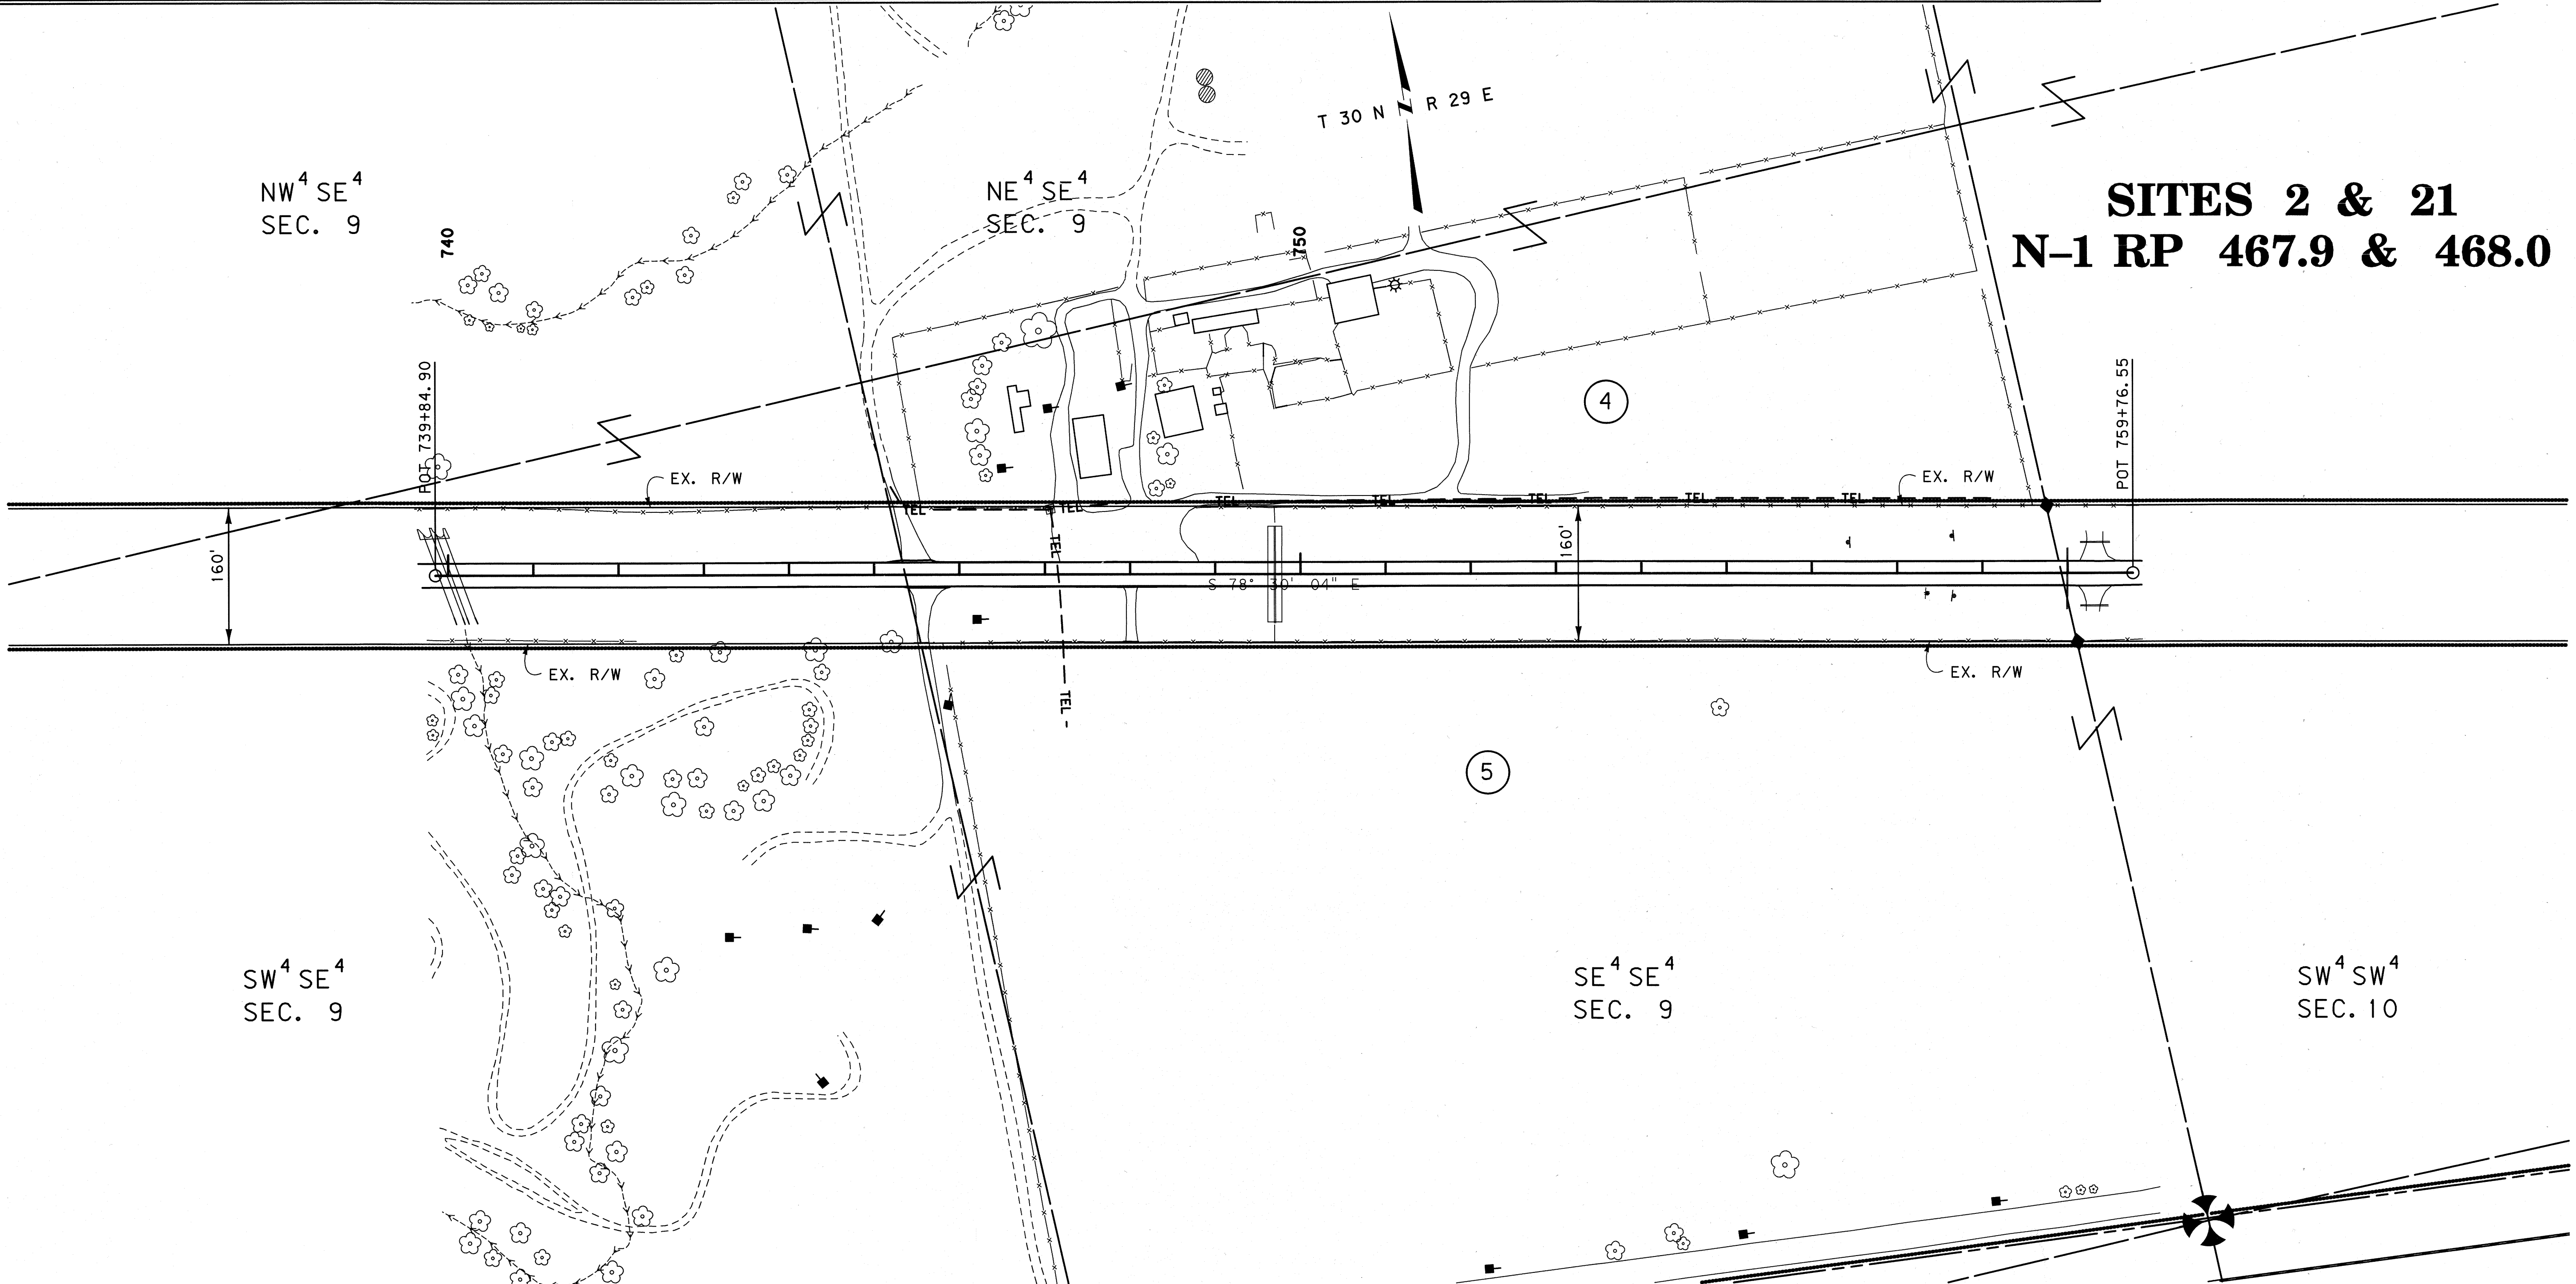 T 30 N R 29 E
SITES 2 & 21
N-1 RP 467.9 & 468.0
NW⁴ SE⁴
SEC. 9
NE⁴ SE⁴
SEC. 9
740
750
POT 739+84.90
POT 759+76.55
4
EX. R/W
EX. R/W
TEL
TEL
TEL
TEL
TEL
TEL
TEL
TEL
160'
160'
S 78° 30' 04" E
EX. R/W
EX. R/W
TEL -
5
SW⁴ SE⁴
SEC. 9
SE⁴ SE⁴
SEC. 9
SW⁴ SW⁴
SEC. 10